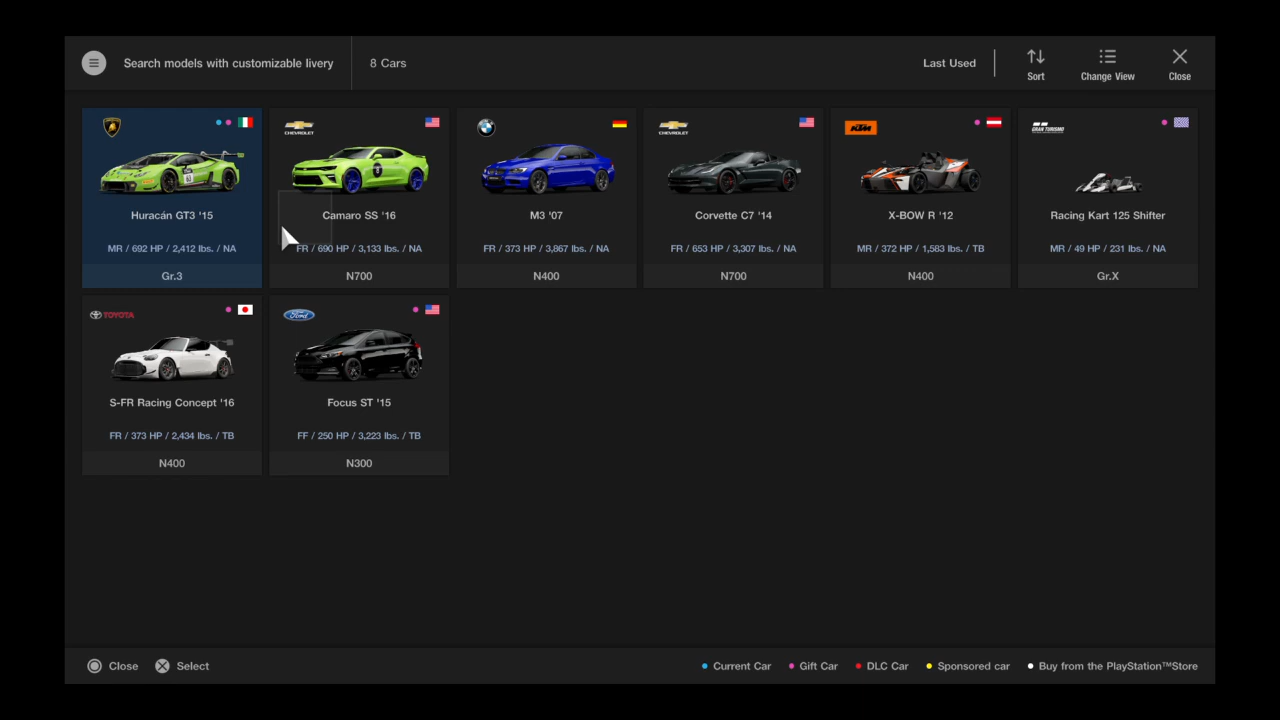 Search models with customizable livery
8 Cars
Last Used
Sort
Change View
Close
CHEVROLET
CHEVROLET
KTM
GRAN TURISMO
Huracán GT3 '15
Camaro SS '16
M3 '07
Corvette C7 '14
X-BOW R '12
Racing Kart 125 Shifter
MR / 692 HP / 2,412 lbs. / NA
FR / 690 HP / 3,133 lbs. / NA
FR / 373 HP / 3,867 lbs. / NA
FR / 653 HP / 3,307 lbs. / NA
MR / 372 HP / 1,583 lbs. / TB
MR / 49 HP / 231 lbs. / NA
Gr.3
N700
N400
N700
N400
Gr.X
TOYOTA
Ford
S-FR Racing Concept '16
Focus ST '15
FR / 373 HP / 2,434 lbs. / TB
FF / 250 HP / 3,223 lbs. / TB
N400
N300
Close
Select
Current Car
Gift Car
DLC Car
Sponsored car
Buy from the PlayStation™Store